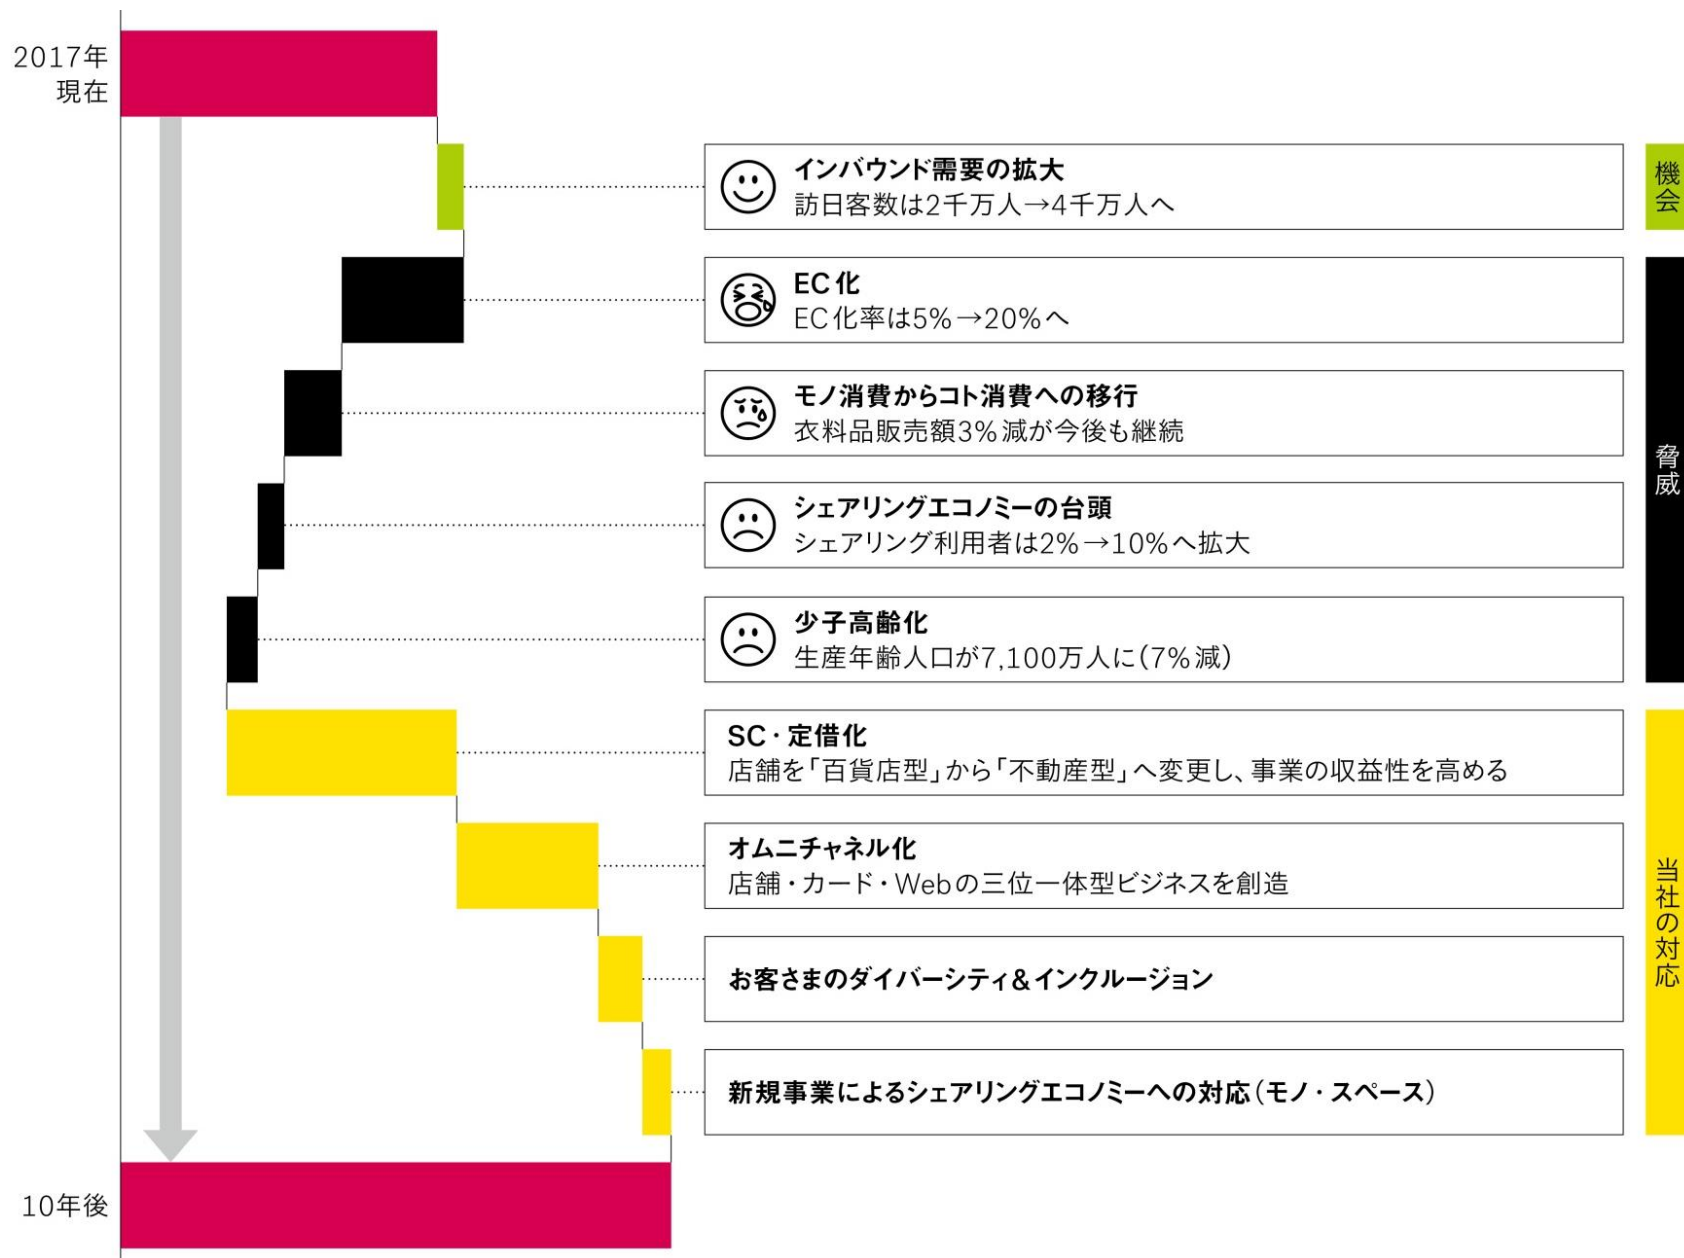 2017年
現在
インバウンド需要の拡大
訪日客数は2千万人→4千万人へ
機会
EC化
EC化率は5%→20%へ
モノ消費からコト消費への移行
衣料品販売額3%減が今後も継続
シェアリングエコノミーの台頭
シェアリング利用者は2%→10%へ拡大
少子高齢化
生産年齢人口が7,100万人に(7%減)
脅威
SC・定借化
店舗を「百貨店型」から「不動産型」へ変更し、事業の収益性を高める
オムニチャネル化
店舗・カード・Webの三位一体型ビジネスを創造
お客さまのダイバーシティ&インクルージョン
新規事業によるシェアリングエコノミーへの対応(モノ・スペース)
当社の対応
10年後